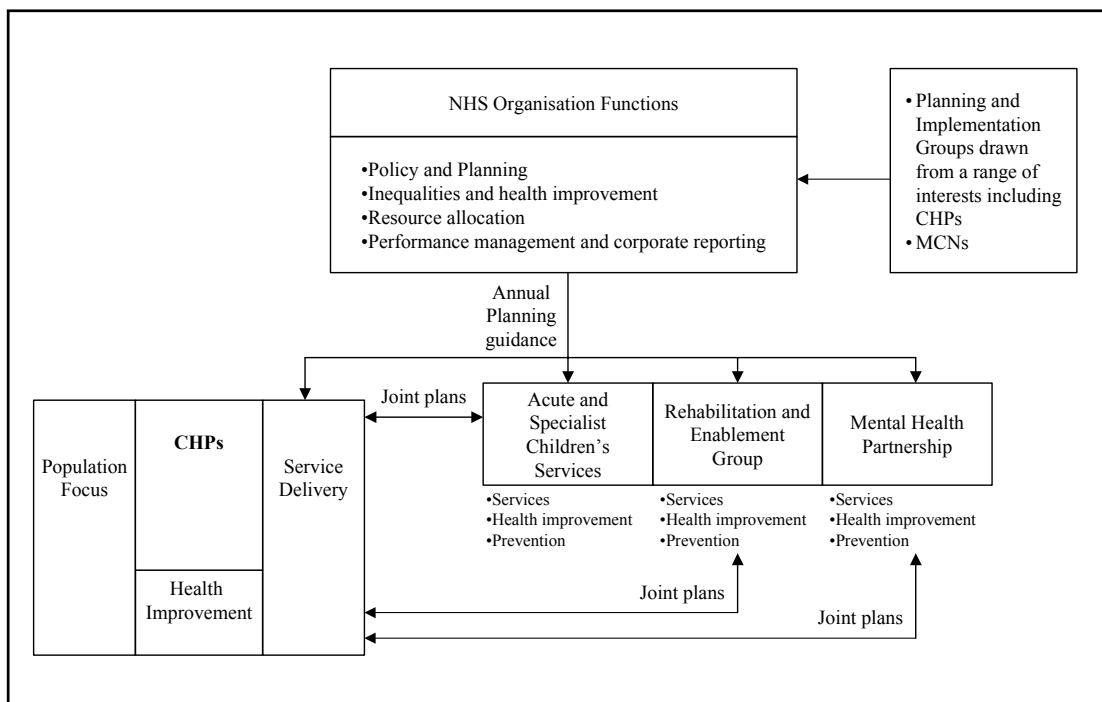 NHS Organisation Functions
•Policy and Planning
•Inequalities and health improvement
•Resource allocation
•Performance management and corporate reporting
• Planning and
Implementation
Groups drawn
from a range of
interests including
CHPs
• MCNs
Annual
Planning
guidance
Population
Focus
CHPs
Health
Improvement
Service
Delivery
Joint plans
Acute and
Specialist
Children's
Services
Rehabilitation and
Enablement
Group
Mental Health
Partnership
•Services
•Health improvement
•Prevention
•Services
•Health improvement
•Prevention
•Services
•Health improvement
•Prevention
Joint plans
Joint plans